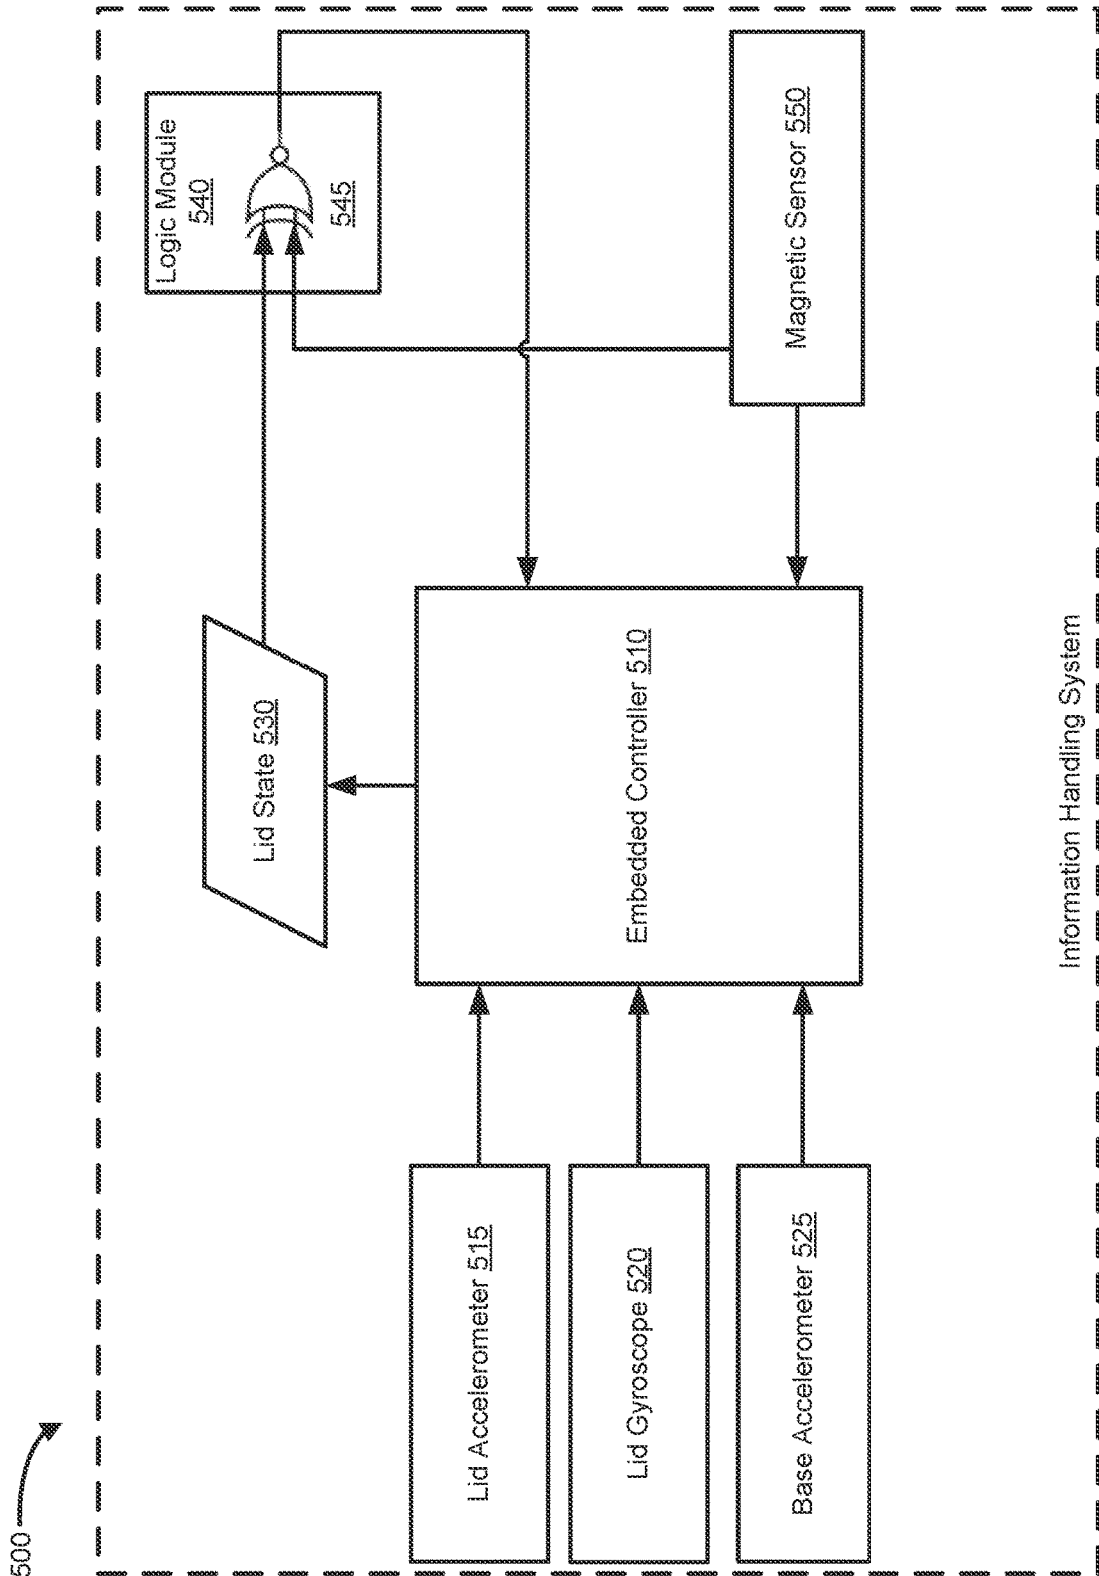 500
Lid State 530
Logic Module
540
545
Lid Accelerometer 515
Lid Gyroscope 520
Base Accelerometer 525
Embedded Controller 510
Magnetic Sensor 550
Information Handling System